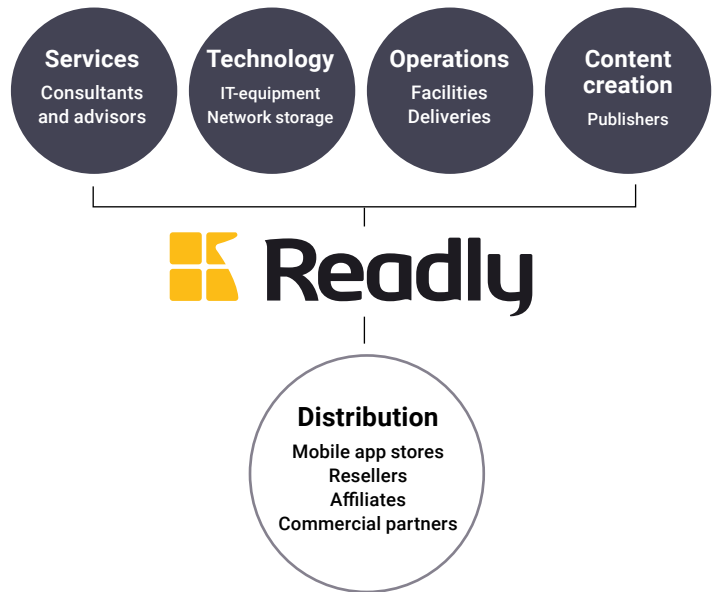 Services
Consultants
and advisors
Technology
IT-equipment
Network storage
Operations
Facilities
Deliveries
Content
creation
Publishers
Readly
Distribution
Mobile app stores
Resellers
Affiliates
Commercial partners